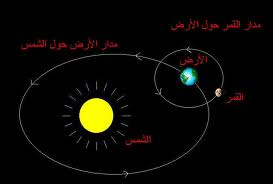 مدار القمر حول الأرض
مدار الأرض حول الشمس
الأرض
القمر
الشمس